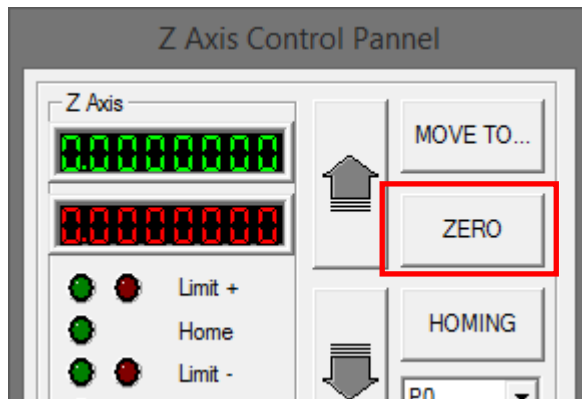 Z Axis Control Pannel
Z Axis
0.0000000
0.0000000
Limit +
Home
Limit -
MOVE TO...
ZERO
HOMING
P0